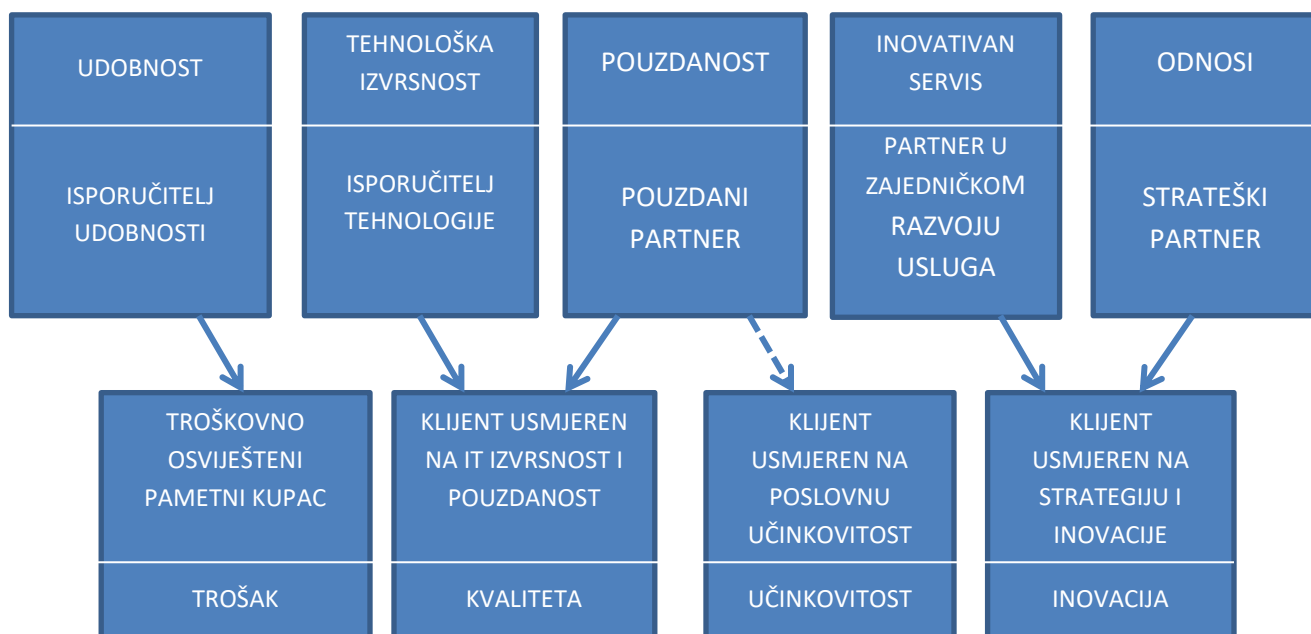 UDOBNOST
ISPORUČITELJ
UDOBNOSTI
TEHNOLOŠKA
IZVRSNOST
ISPORUČITELJ
TEHNOLOGIJE
POUZDANOST
POUZDANI
PARTNER
INOVATIVAN
SERVIS
PARTNER U
ZAJEDNIČKOM
RAZVOJU
USLUGA
ODNOSI
STRATEŠKI
PARTNER
TROŠKOVNO
OSVIJEŠTENI
PAMETNI KUPAC
TROŠAK
KLIJENT USMJEREN
NA IT IZVRSNOST I
POUZDANOST
KVALITETA
KLIJENT
USMJEREN NA
POSLOVNU
UČINKOVITOST
UČINKOVITOST
KLIJENT
USMJEREN NA
STRATEGIJU I
INOVACIJE
INOVACIJA